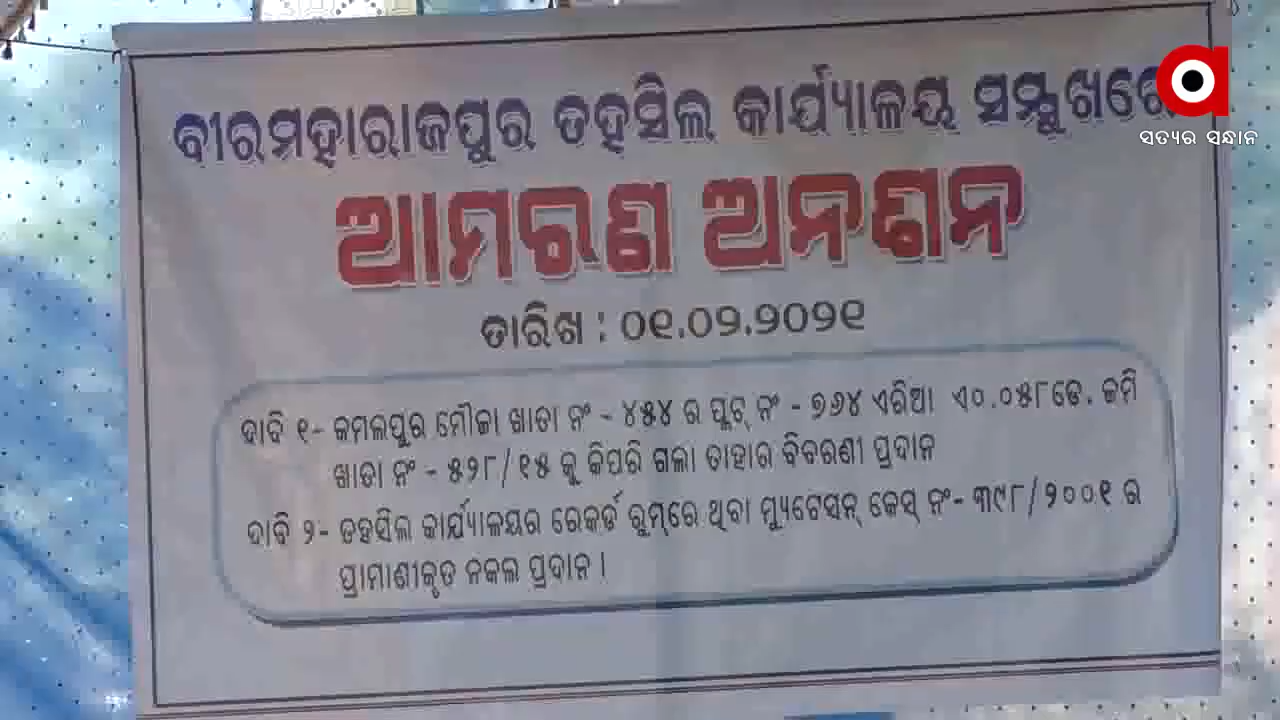 ବୀରମହାରାଜପୁର ତହସିଲ କାର୍ଯ୍ୟାଳୟ ସମ୍ମୁଖରେ
ସତ୍ୟର ସନ୍ଧାନ
ଆମରଣ ଅନଶନ
ତାରିଖ : ୦୧.୦୨.୨୦୨୧
ଦାବି ୧- କମଲପୁର ମୌଜା ଖାତା ନଂ - ୪୫୪ ର ପ୍ଲଟ୍ ନଂ - ୭୬୪ ଏରିଆ ଏ୦.୦୫୮ଡେ. ଜମି
ଖାତା ନଂ - ୫୨୮/୧୫ କୁ କିପରି ଗଲା ତାହାର ବିବରଣୀ ପ୍ରଦାନ
ଦାବି ୨- ତହସିଲ କାର୍ଯ୍ୟାଳୟର ରେକର୍ଡ ରୁମ୍‌ରେ ଥିବା ମ୍ୟୁଟେସନ୍ କେସ୍ ନଂ- ୩୯୮/୨୦୦୧ ର
ପ୍ରାମାଣୀକୃତ ନକଲ ପ୍ରଦାନ ।